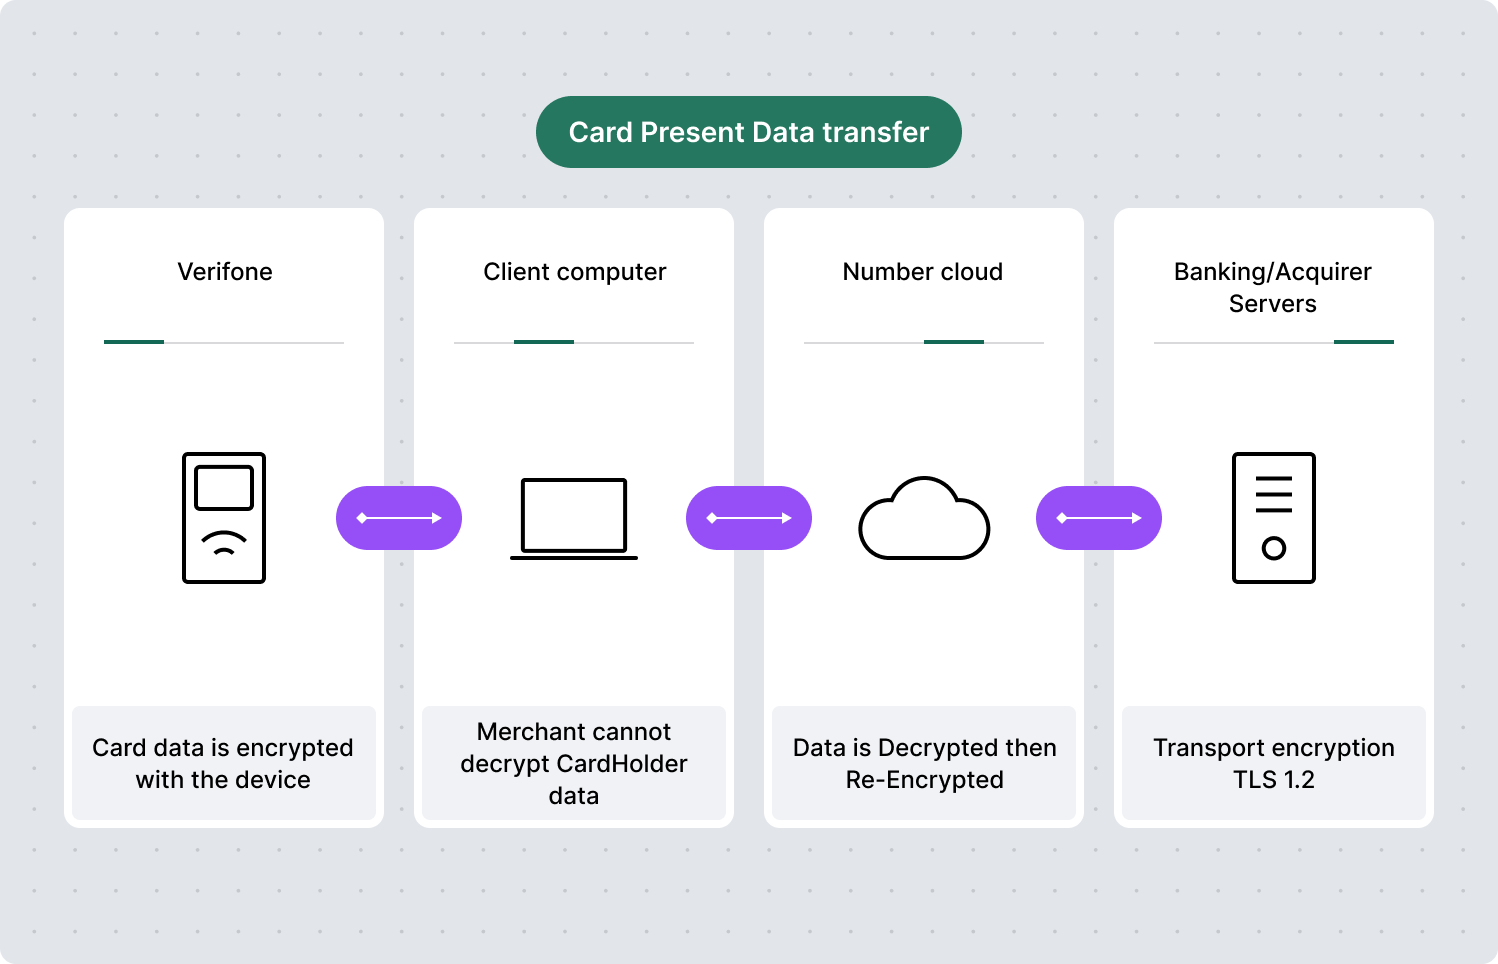 Card Present Data transfer
Verifone
Client computer
Number cloud
Banking/Acquirer
Servers
Card data is encrypted
with the device
Merchant cannot
decrypt CardHolder
data
Data is Decrypted then
Re-Encrypted
Transport encryption
TLS 1.2